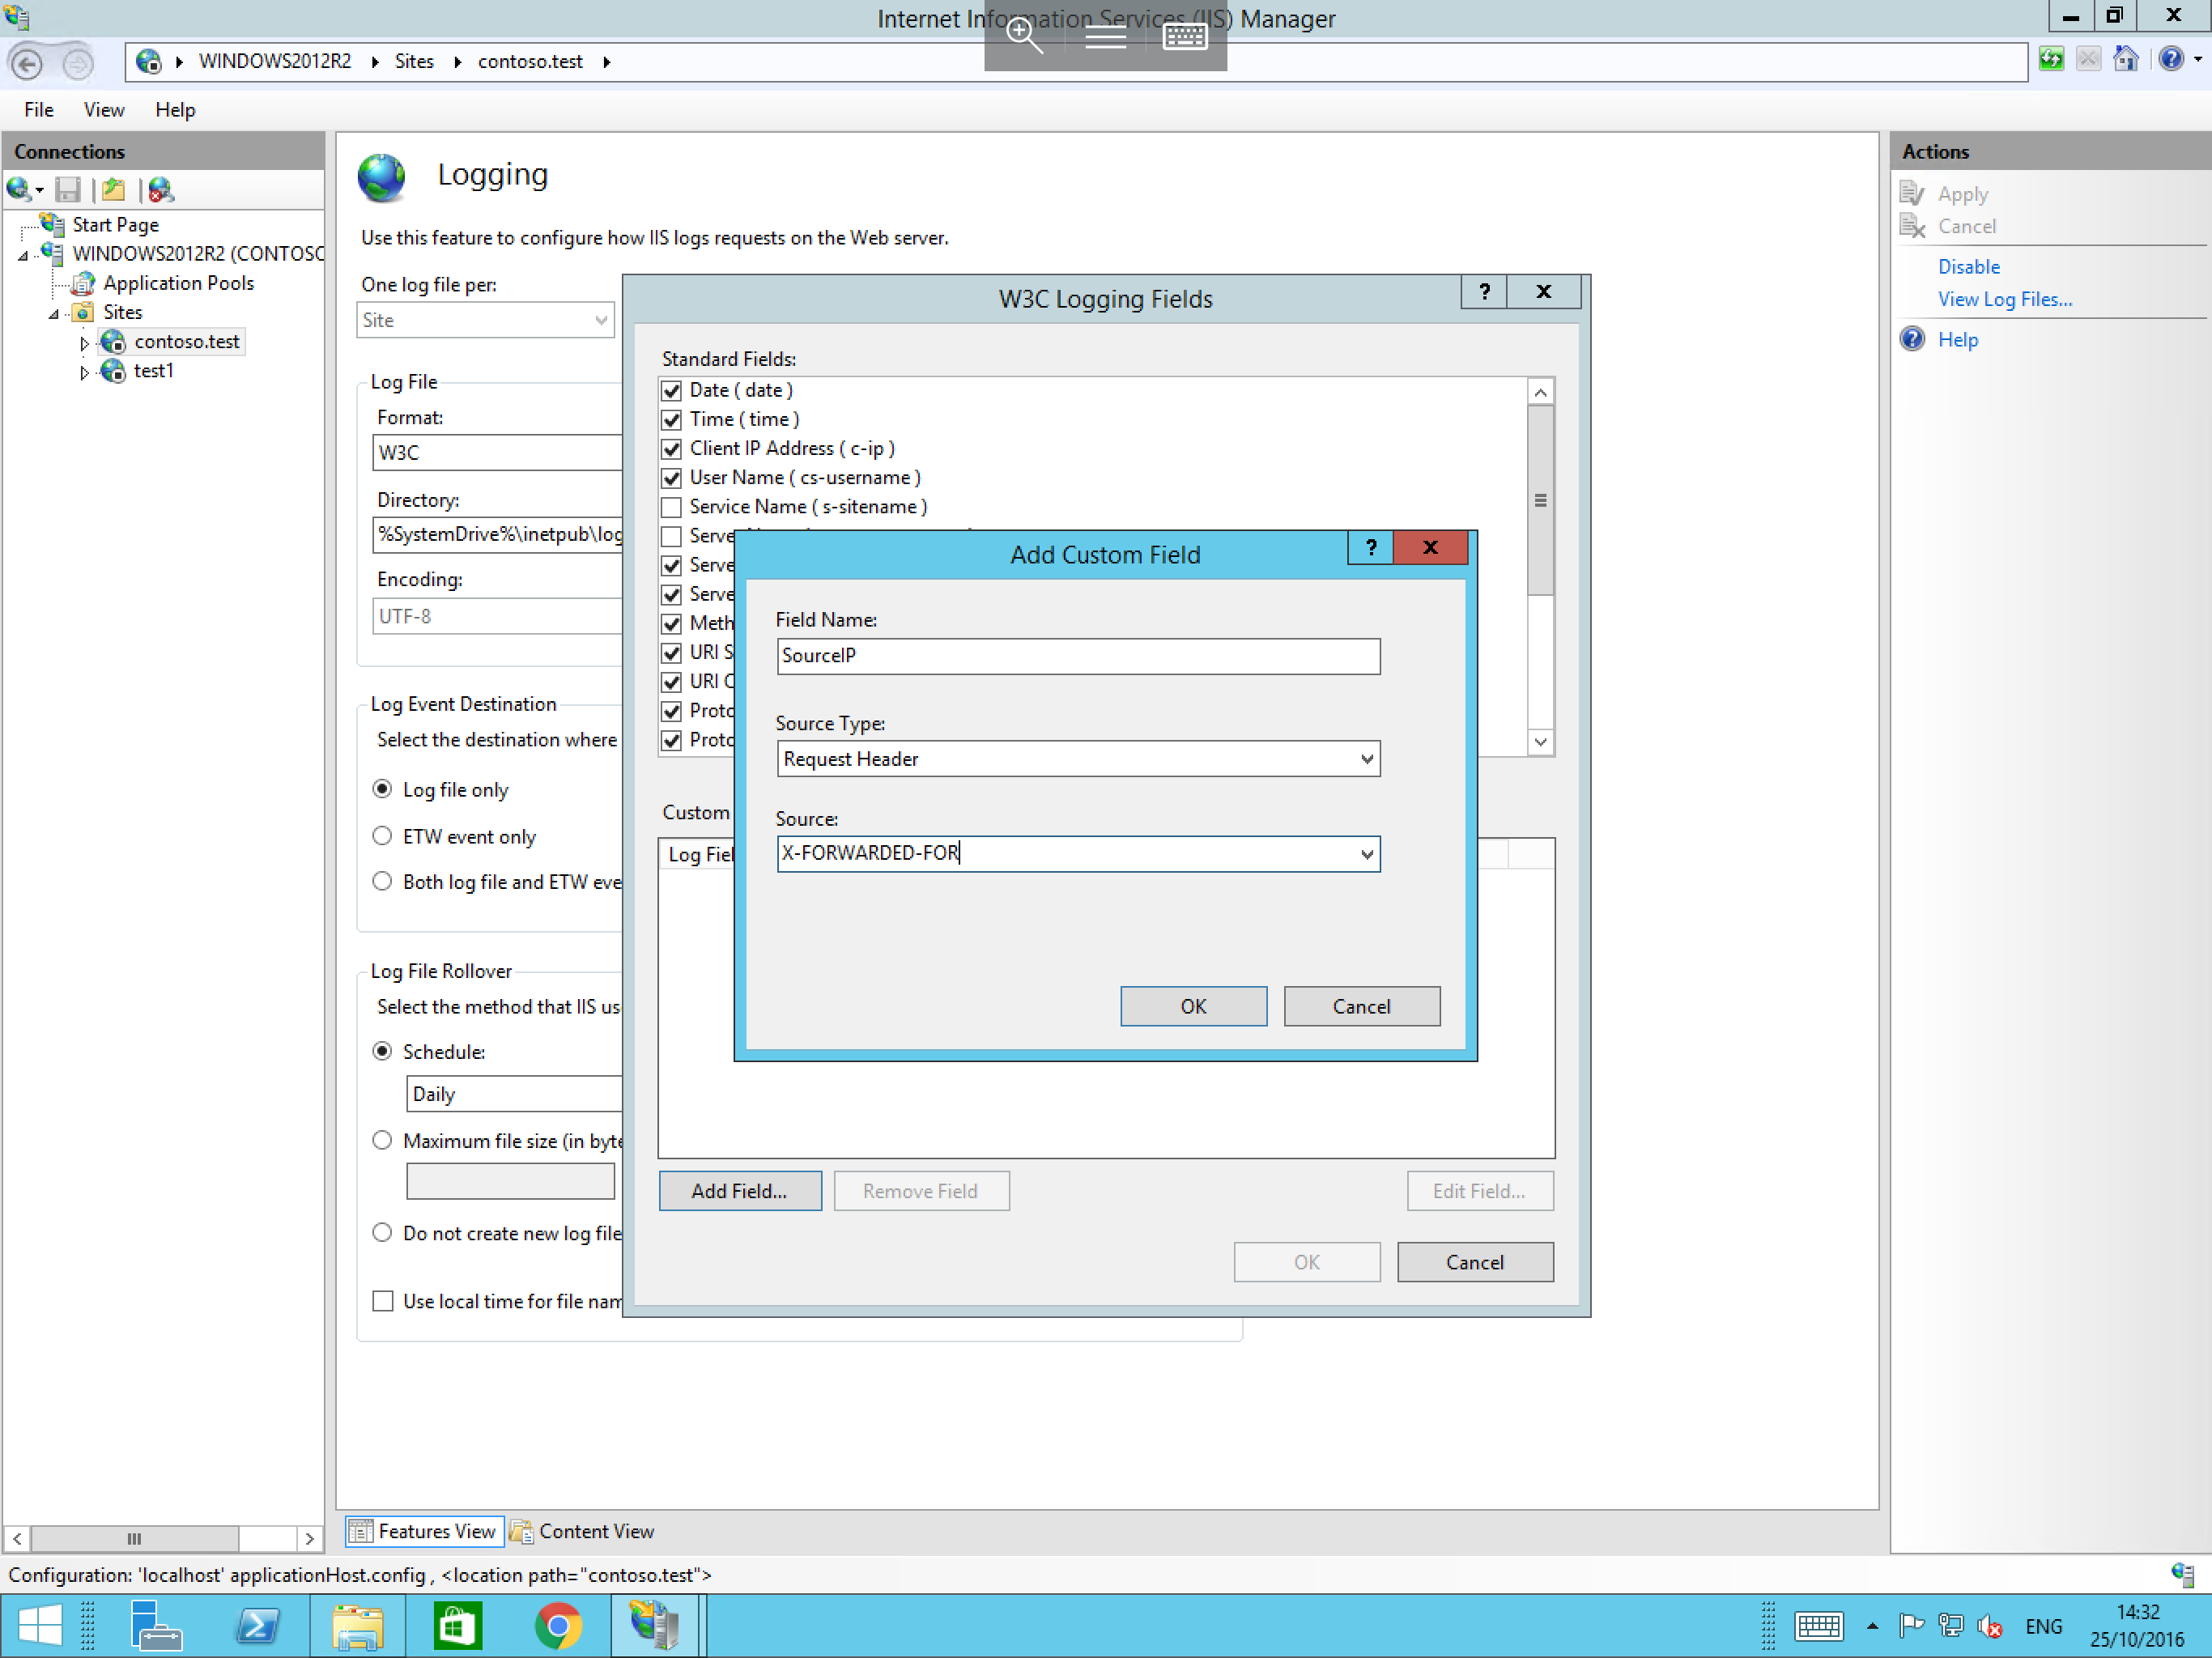 Internet Information Services (IIS) Manager
WINDOWS2012R2 Sites contoso.test
File View Help
Connections
Start Page
WINDOWS2012R2 (CONTOSO
Application Pools
Sites
contoso.test
test1
Logging
Use this feature to configure how IIS logs requests on the Web server.
One log file per:
Site
Log File
Format:
W3C
Directory:
%SystemDrive%\inetpub\log
Encoding:
UTF-8
Log Event Destination
Select the destination where
Log file only
ETW event only
Both log file and ETW eve
Log File Rollover
Select the method that IIS us
Schedule:
Daily
Maximum file size (in byte
Do not create new log file
Use local time for file nam
W3C Logging Fields
? X
Standard Fields:
Date ( date )
Time ( time )
Client IP Address ( c-ip )
User Name ( cs-username )
Service Name ( s-sitename )
Serve
Serve
Serve
Meth
URI S
URI
Proto
Proto
Custom
Log Fiel
Add Custom Field
? X
Field Name:
SourceIP
Source Type:
Request Header
Source:
X-FORWARDED-FOR
OK Cancel
Add Field... Remove Field Edit Field...
OK Cancel
Actions
Apply
Cancel
Disable
View Log Files...
Help
Features View Content View
Configuration: 'localhost' applicationHost.config , <location path="contoso.test">
ENG
14:32
25/10/2016